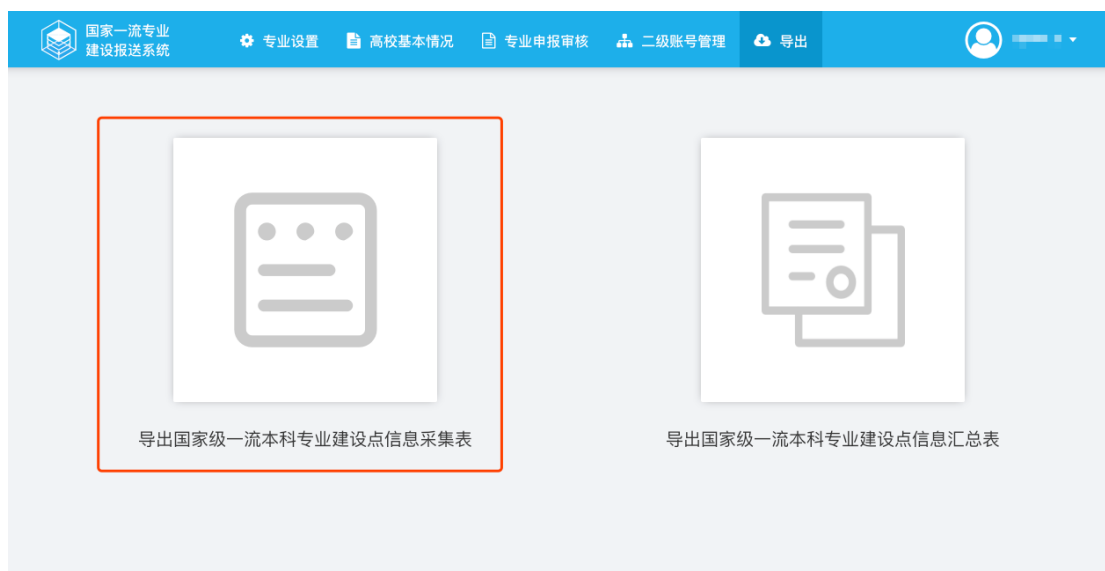 国家一流专业
建设报送系统
专业设置
高校基本情况
专业申报审核
二级账号管理
导出
导出国家级一流本科专业建设点信息采集表
导出国家级一流本科专业建设点信息汇总表